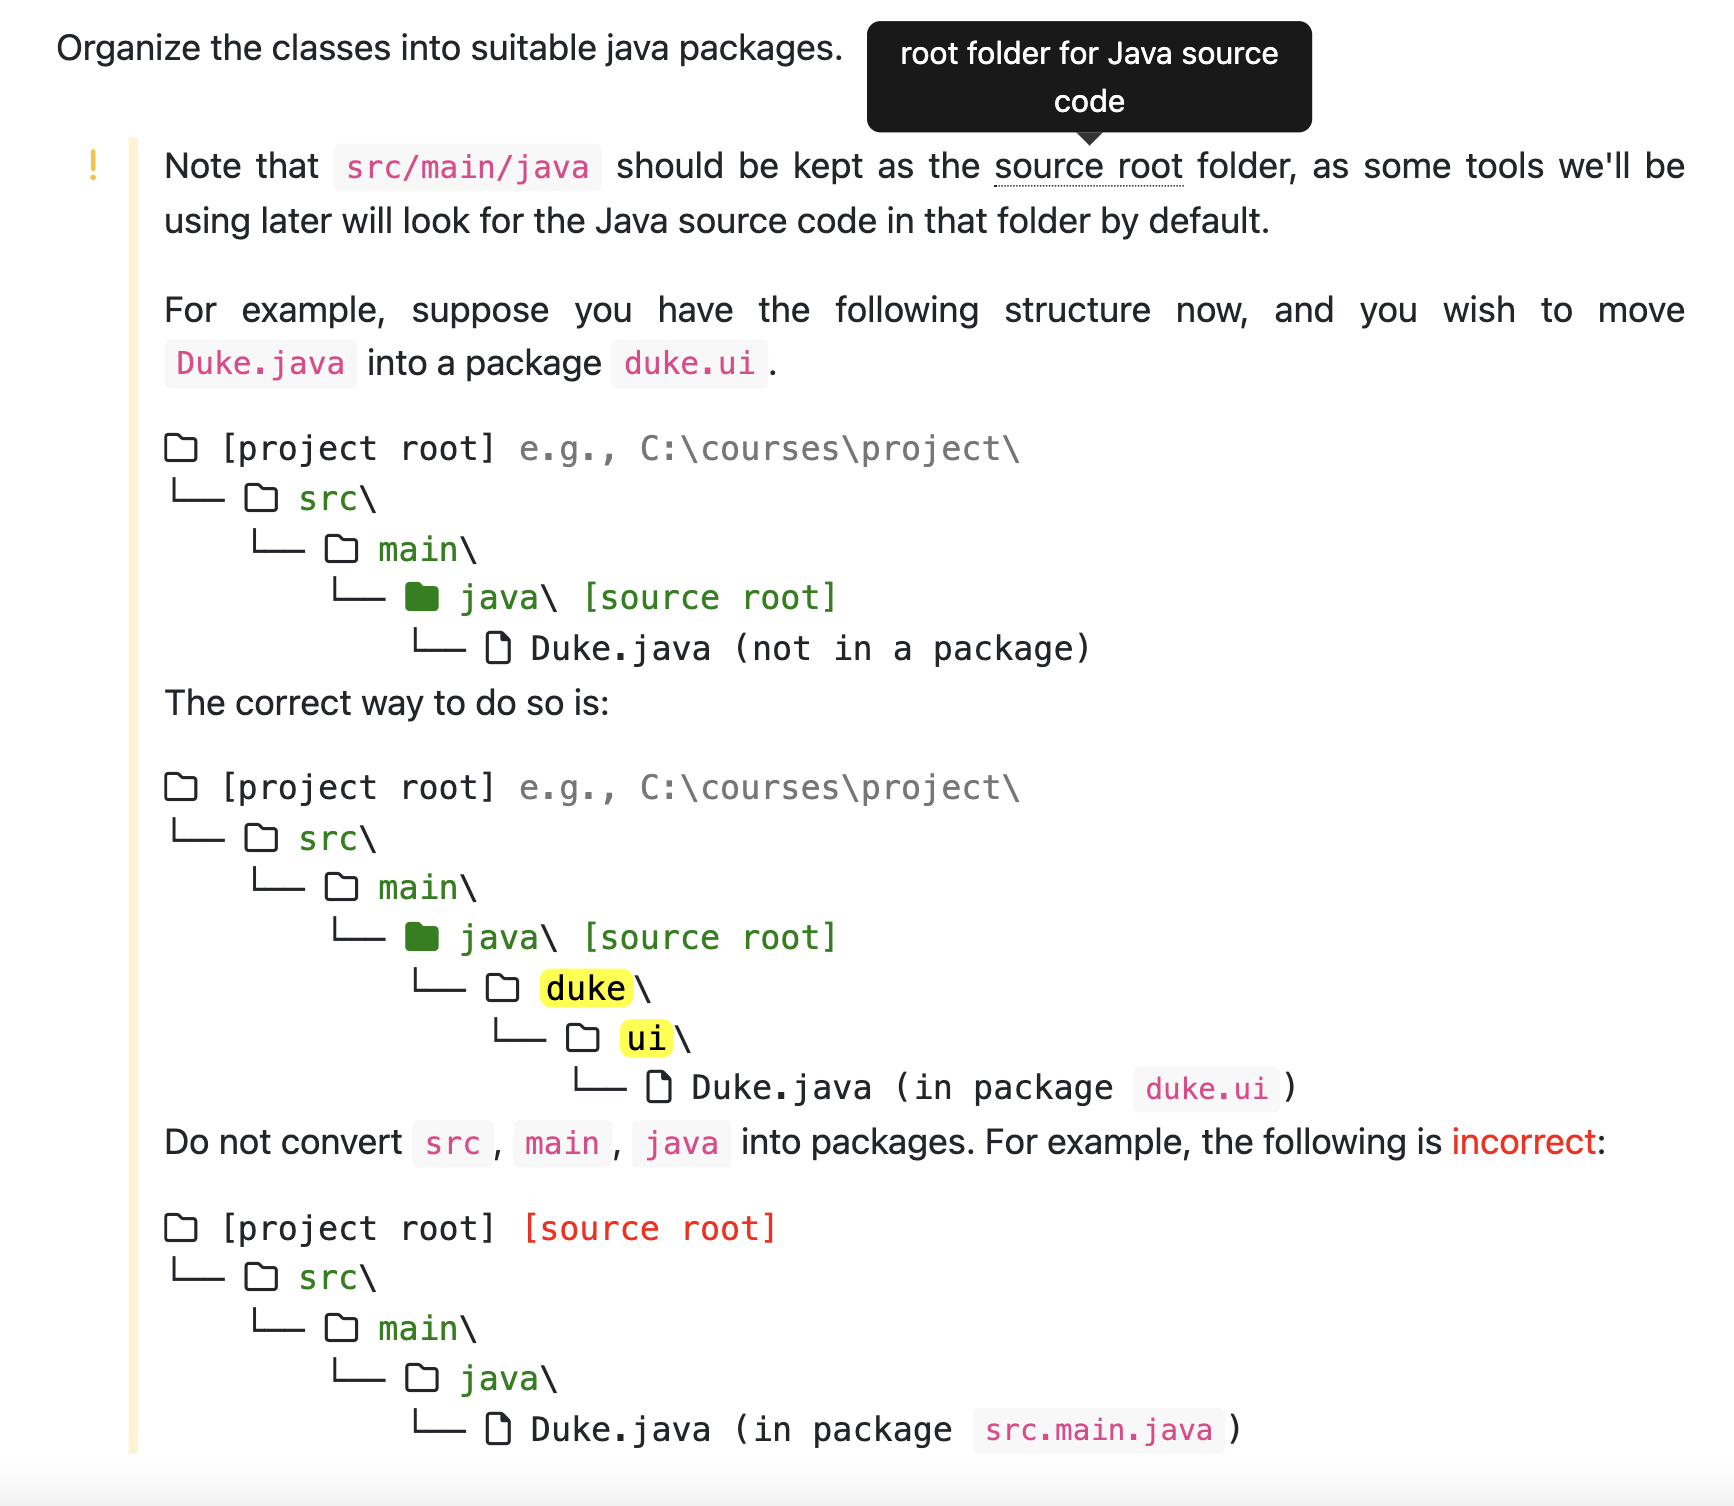 Organize the classes into suitable java packages.
root folder for Java source
code
Note that src/main/java should be kept as the source root folder, as some tools we'll be
using later will look for the Java source code in that folder by default.
For example, suppose you have the following structure now, and you wish to move
Duke.java into a package duke.ui.
[project root] e.g., C:\courses\project\
└── src\
└── main\
└── java\ [source root]
└── Duke.java (not in a package)
The correct way to do so is:
[project root] e.g., C:\courses\project\
└── src\
└── main\
└── java\ [source root]
└── duke\
└── ui\
└── Duke.java (in package duke.ui)
Do not convert src, main, java into packages. For example, the following is incorrect:
[project root] [source root]
└── src\
└── main\
└── java\
└── Duke.java (in package src.main.java)